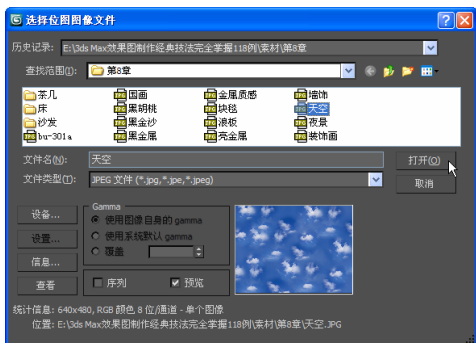 选择位图图像文件
历史记录: E:\3ds Max效果图制作经典技法完全掌握118例\素材\第8章
查找范围(I): 第8章
茶几 国画 金属质感 墙饰
床 黑胡桃 块毯 天空
沙发 黑金沙 浪板 夜景
bu-301a 黑金属 亮金属 装饰画
文件名(N): 天空 打开(O)
文件类型(T): JPEG 文件 (*.jpg,*.jpe,*.jpeg) 取消
Gamma
设备... 使用图像自身的 gamma
设置... 使用系统默认 gamma
覆盖
信息...
查看 序列 预览
统计信息: 640x480, RGB 颜色 8 位/通道 - 单个图像
位置: E:\3ds Max效果图制作经典技法完全掌握118例\素材\第8章\天空.JPG